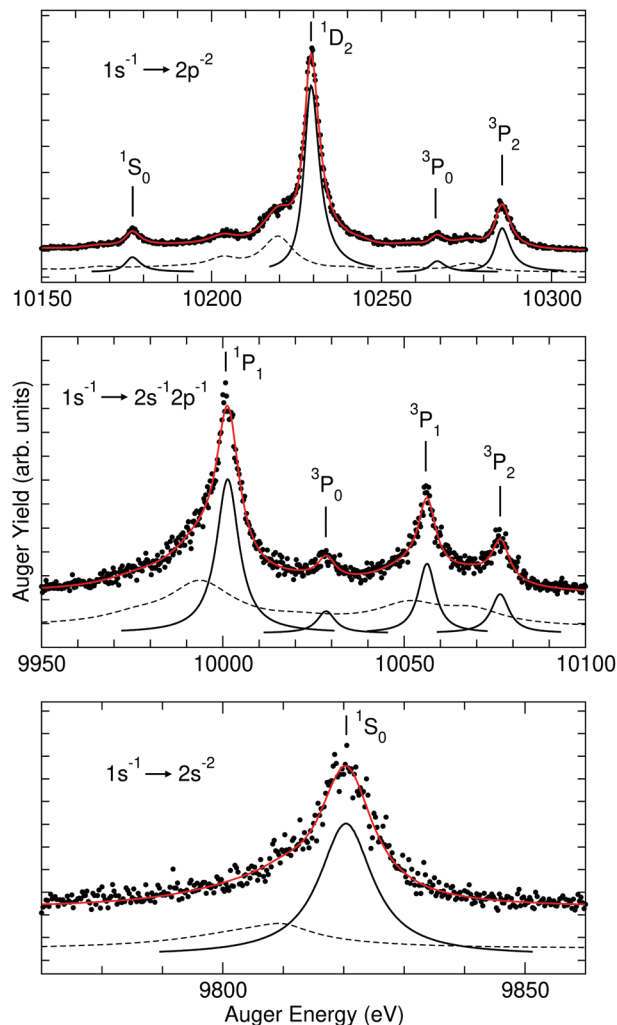 1s⁻¹ → 2p⁻²
¹S₀
¹D₂
³P₀
³P₂
10150 10200 10250 10300
1s⁻¹ → 2s⁻¹2p⁻¹
¹P₁
³P₀
³P₁
³P₂
9950 10000 10050 10100
Auger Yield (arb. units)
1s⁻¹ → 2s⁻²
¹S₀
9800 9850
Auger Energy (eV)